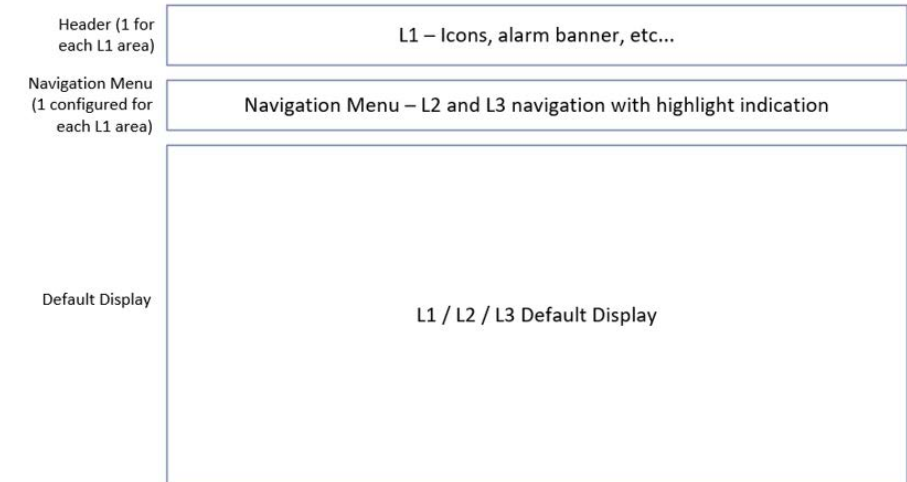 Header (1 for
each L1 area)
L1 – Icons, alarm banner, etc...
Navigation Menu
(1 configured for
each L1 area)
Navigation Menu – L2 and L3 navigation with highlight indication
Default Display
L1 / L2 / L3 Default Display